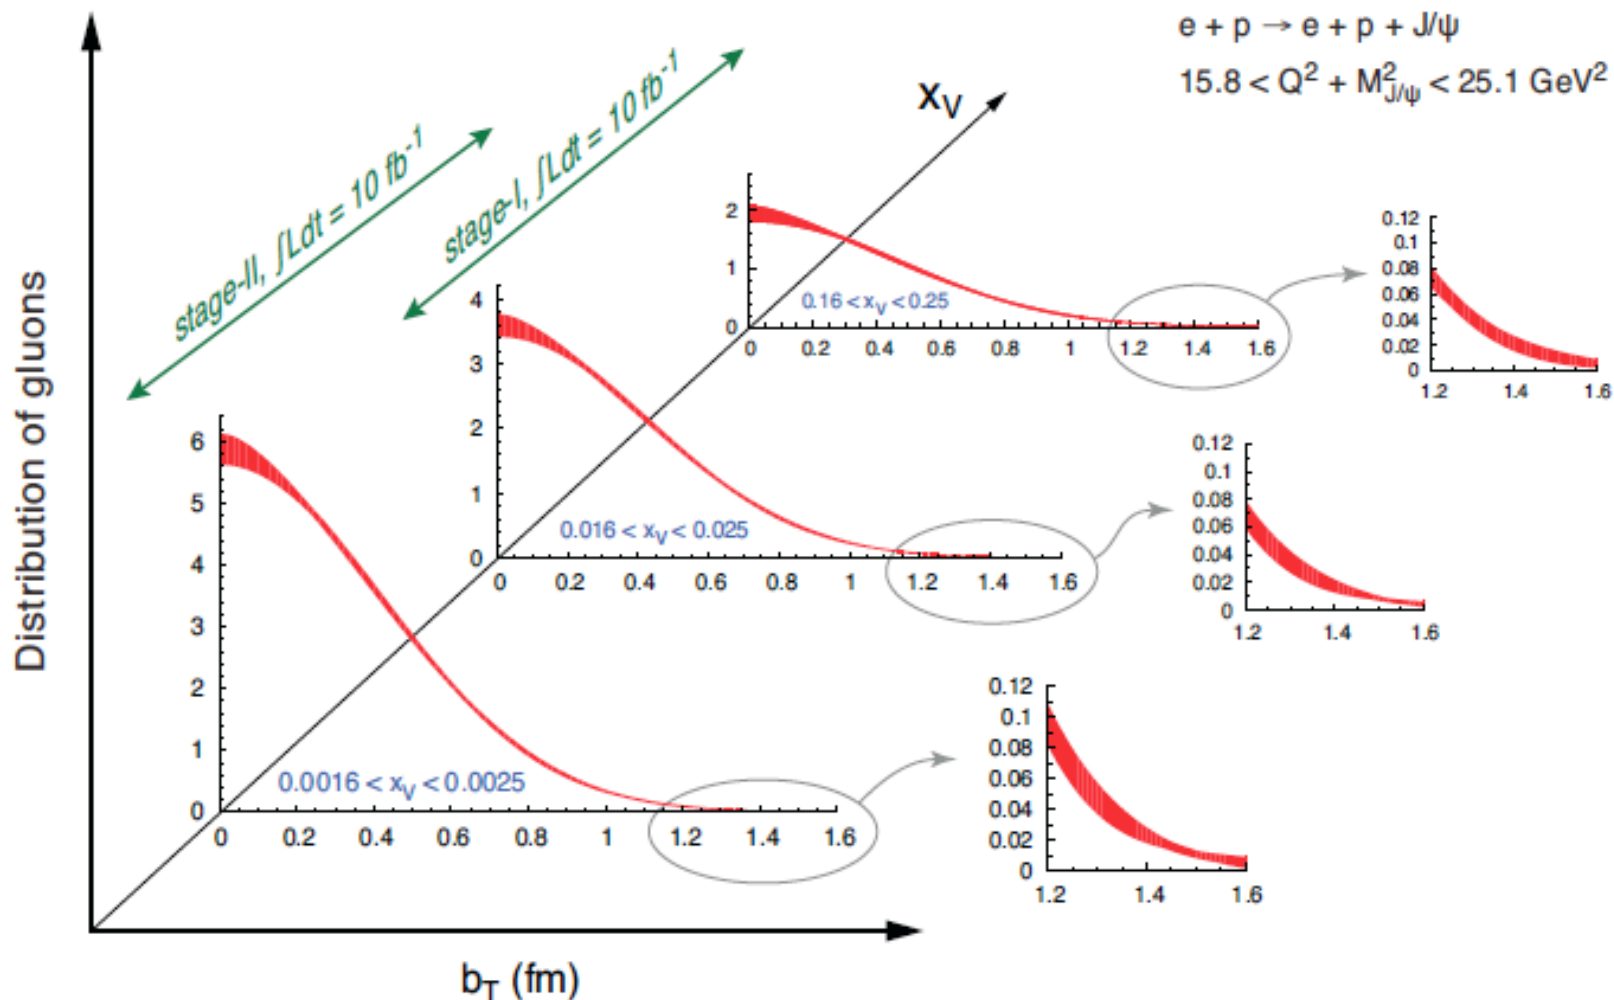 e + p → e + p + J/ψ
15.8 < Q² + M²_J/ψ < 25.1 GeV²
x_V
stage-II, ∫Ldt = 10 fb⁻¹
stage-I, ∫Ldt = 10 fb⁻¹
Distribution of gluons
2
1
0
0.16 < x_V < 0.25
0 0.2 0.4 0.6 0.8 1 1.2 1.4 1.6
0.12
0.1
0.08
0.06
0.04
0.02
0
1.2 1.4 1.6
4
3
2
1
0
0.016 < x_V < 0.025
0 0.2 0.4 0.6 0.8 1 1.2 1.4 1.6
0.12
0.1
0.08
0.06
0.04
0.02
0
1.2 1.4 1.6
6
5
4
3
2
1
0
0.0016 < x_V < 0.0025
0 0.2 0.4 0.6 0.8 1 1.2 1.4 1.6
0.12
0.1
0.08
0.06
0.04
0.02
0
1.2 1.4 1.6
b_T (fm)